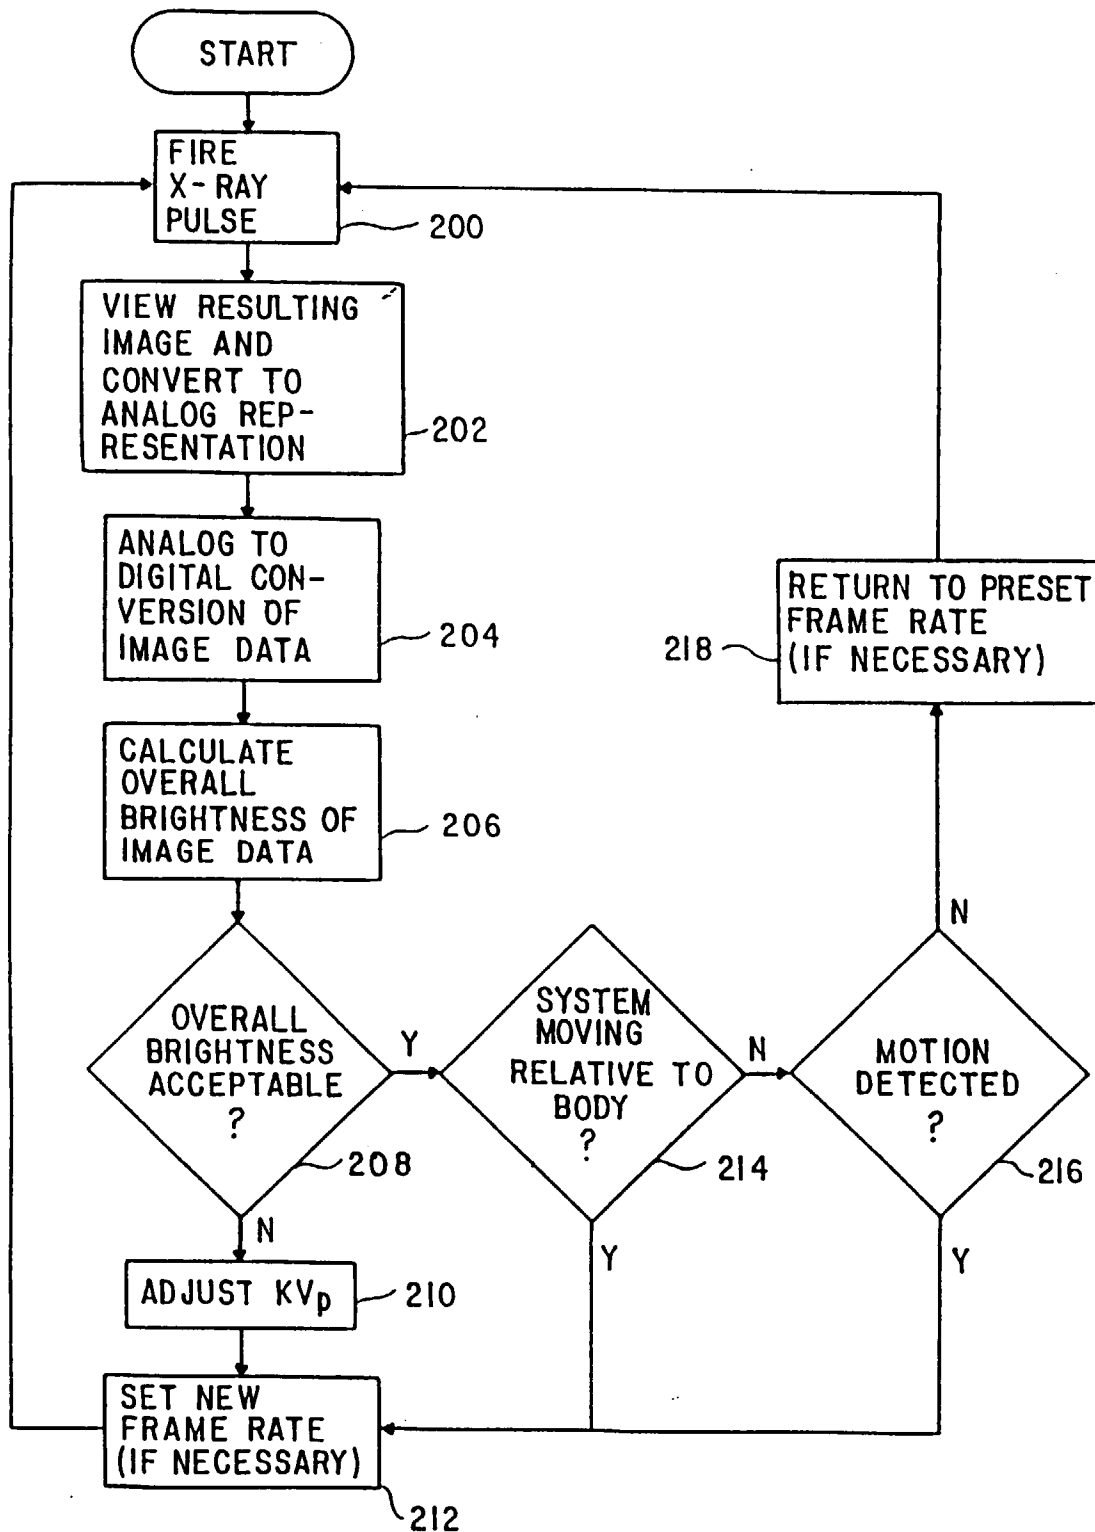 START
FIRE
X-RAY
PULSE
200
VIEW RESULTING
IMAGE AND
CONVERT TO
ANALOG REP-
RESENTATION
202
ANALOG TO
DIGITAL CON-
VERSION OF
IMAGE DATA
204
CALCULATE
OVERALL
BRIGHTNESS OF
IMAGE DATA
206
OVERALL
BRIGHTNESS
ACCEPTABLE
?
208
Y
N
SYSTEM
MOVING
RELATIVE TO
BODY
?
214
N
Y
MOTION
DETECTED
?
216
N
Y
RETURN TO PRESET
FRAME RATE
(IF NECESSARY)
218
ADJUST KVp
210
SET NEW
FRAME RATE
(IF NECESSARY)
212